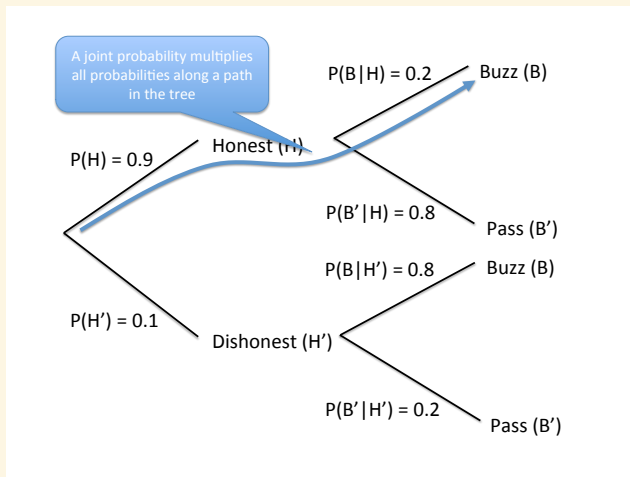 A joint probability multiplies
all probabilities along a path
in the tree
P(B|H) = 0.2
Buzz (B)
P(H) = 0.9
Honest (H)
P(B'|H) = 0.8
Pass (B')
P(B|H') = 0.8
Buzz (B)
P(H') = 0.1
Dishonest (H')
P(B'|H') = 0.2
Pass (B')